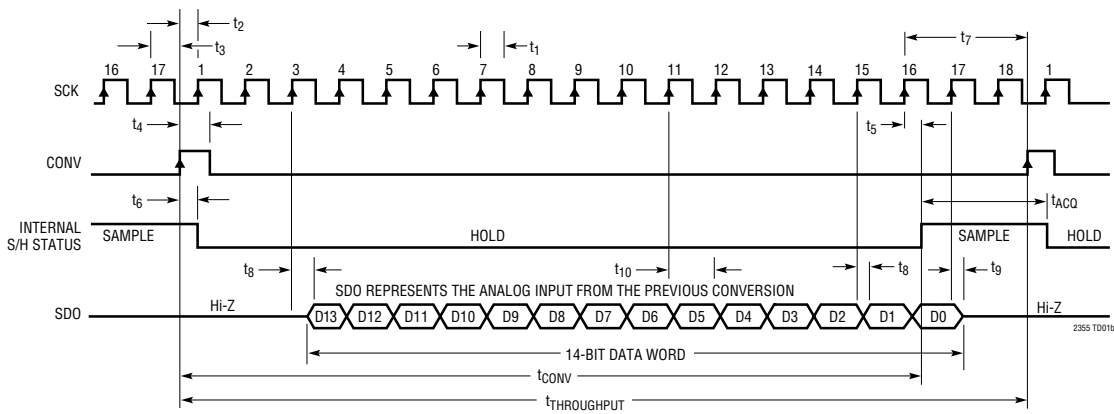 t2
t3
t1
t7
16 17 1 2 3 4 5 6 7 8 9 10 11 12 13 14 15 16 17 18 1
SCK
t4
t5
CONV
t6
tACQ
INTERNAL
S/H STATUS
SAMPLE
HOLD
SAMPLE
HOLD
t8
t10
t8
t9
SDO REPRESENTS THE ANALOG INPUT FROM THE PREVIOUS CONVERSION
SDO
Hi-Z
D13 D12 D11 D10 D9 D8 D7 D6 D5 D4 D3 D2 D1 D0
Hi-Z
2355 TD01b
14-BIT DATA WORD
tCONV
tTHROUGHPUT